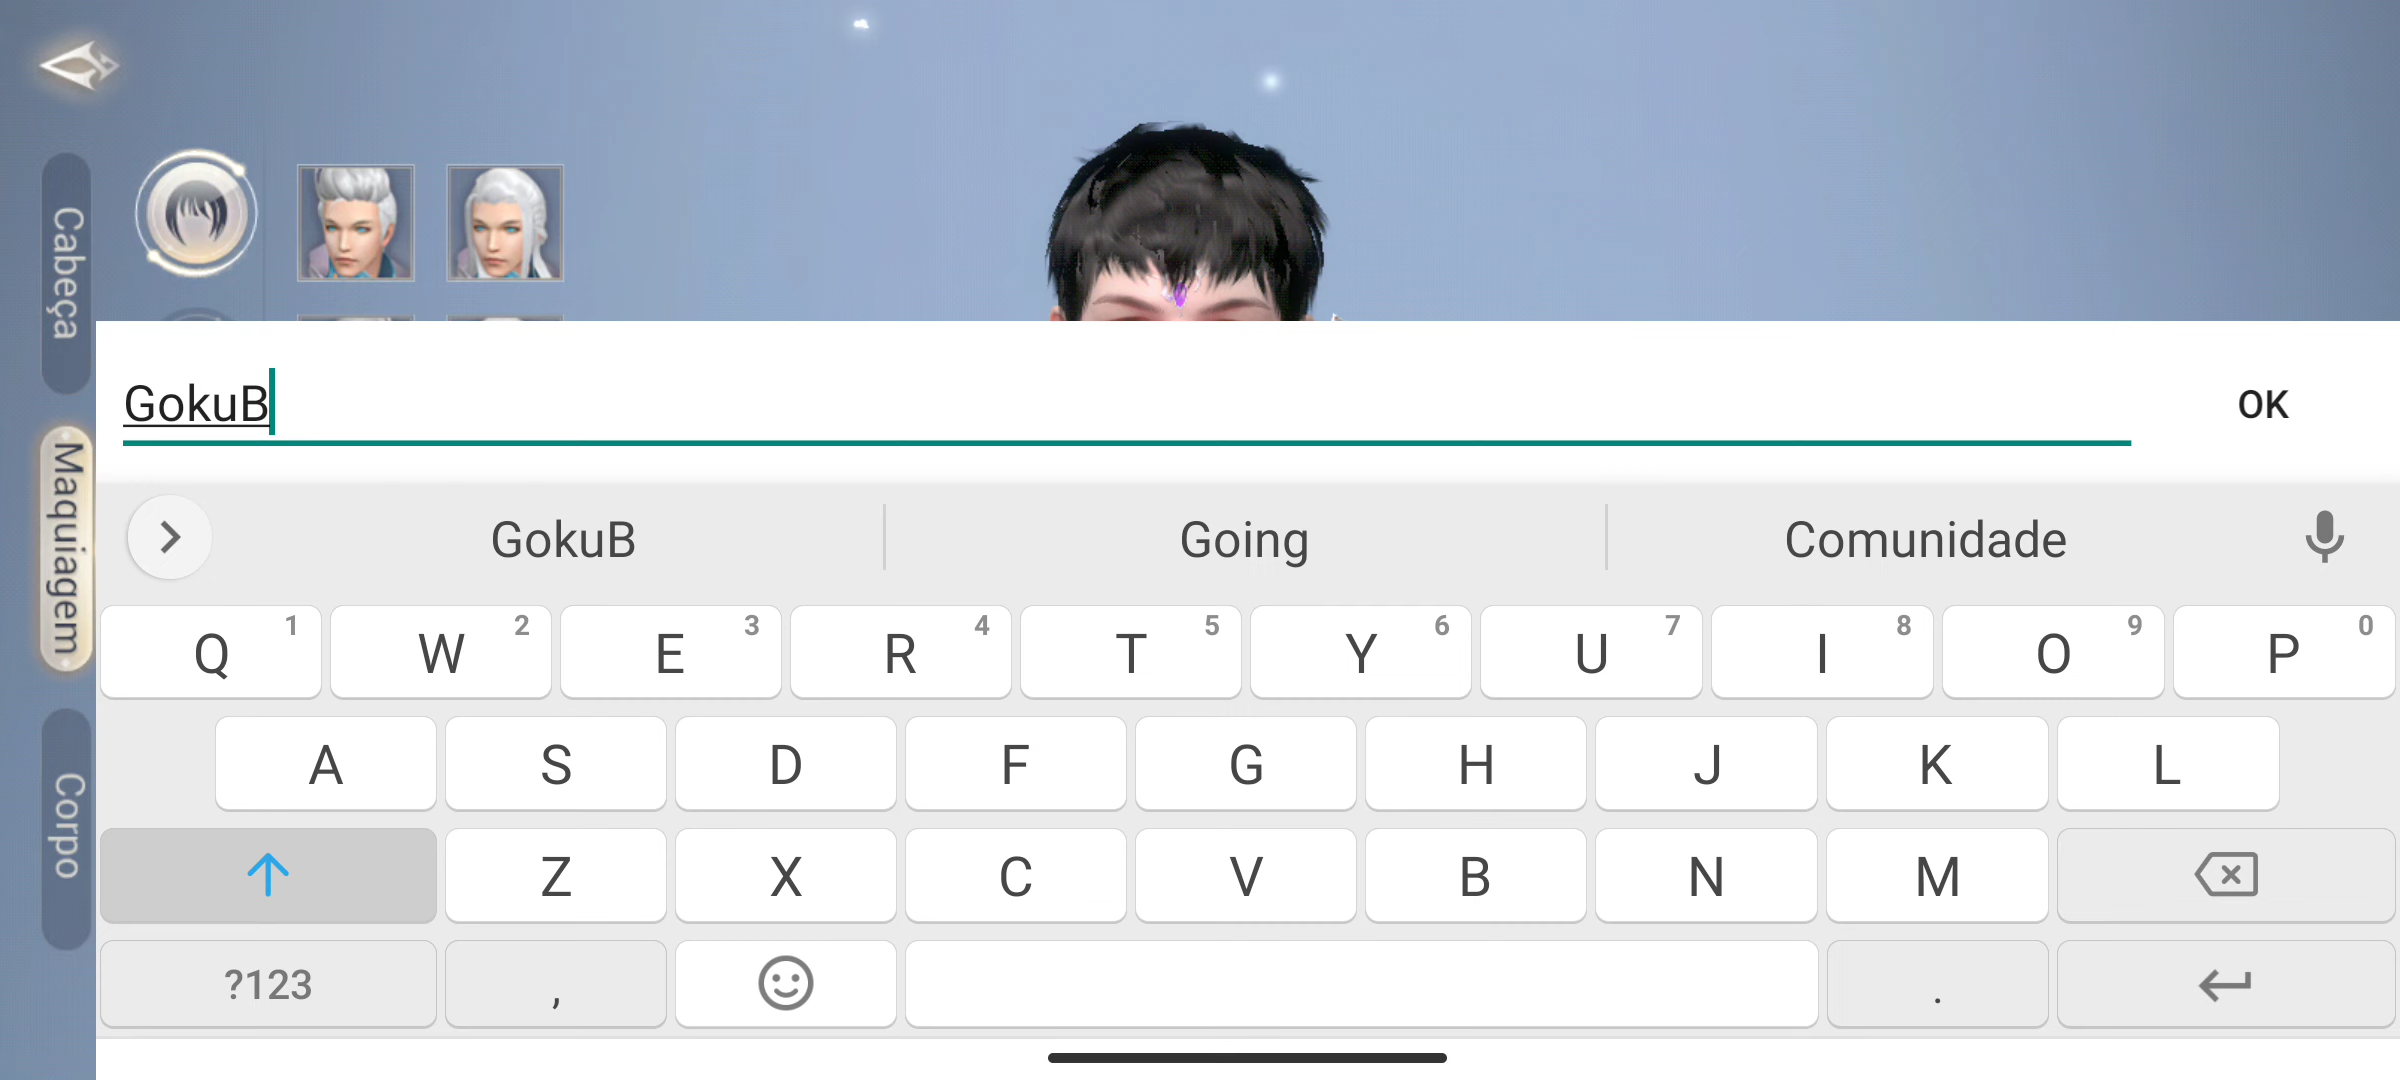 Cabeça
Maquiagem
Corpo
GokuB
OK
GokuB
Going
Comunidade
Q 1
W 2
E 3
R 4
T 5
Y 6
U 7
I 8
O 9
P 0
A S D F G H J K L
Z X C V B N M
?123 , .